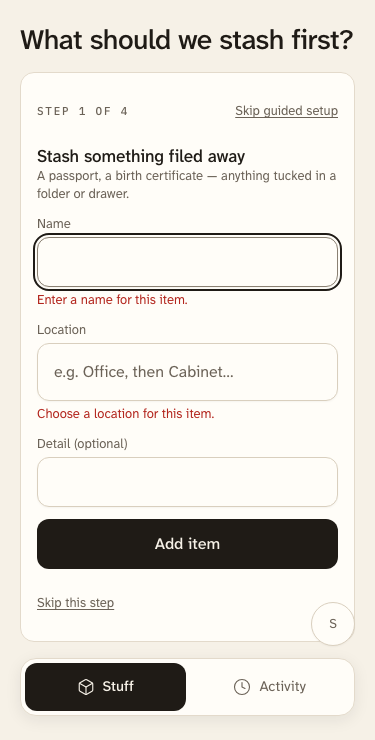 What should we stash first?
STEP 1 OF 4
Skip guided setup
Stash something filed away
A passport, a birth certificate — anything tucked in a
folder or drawer.
Name
Enter a name for this item.
Location
e.g. Office, then Cabinet...
Choose a location for this item.
Detail (optional)
Add item
Skip this step
S
Stuff
Activity